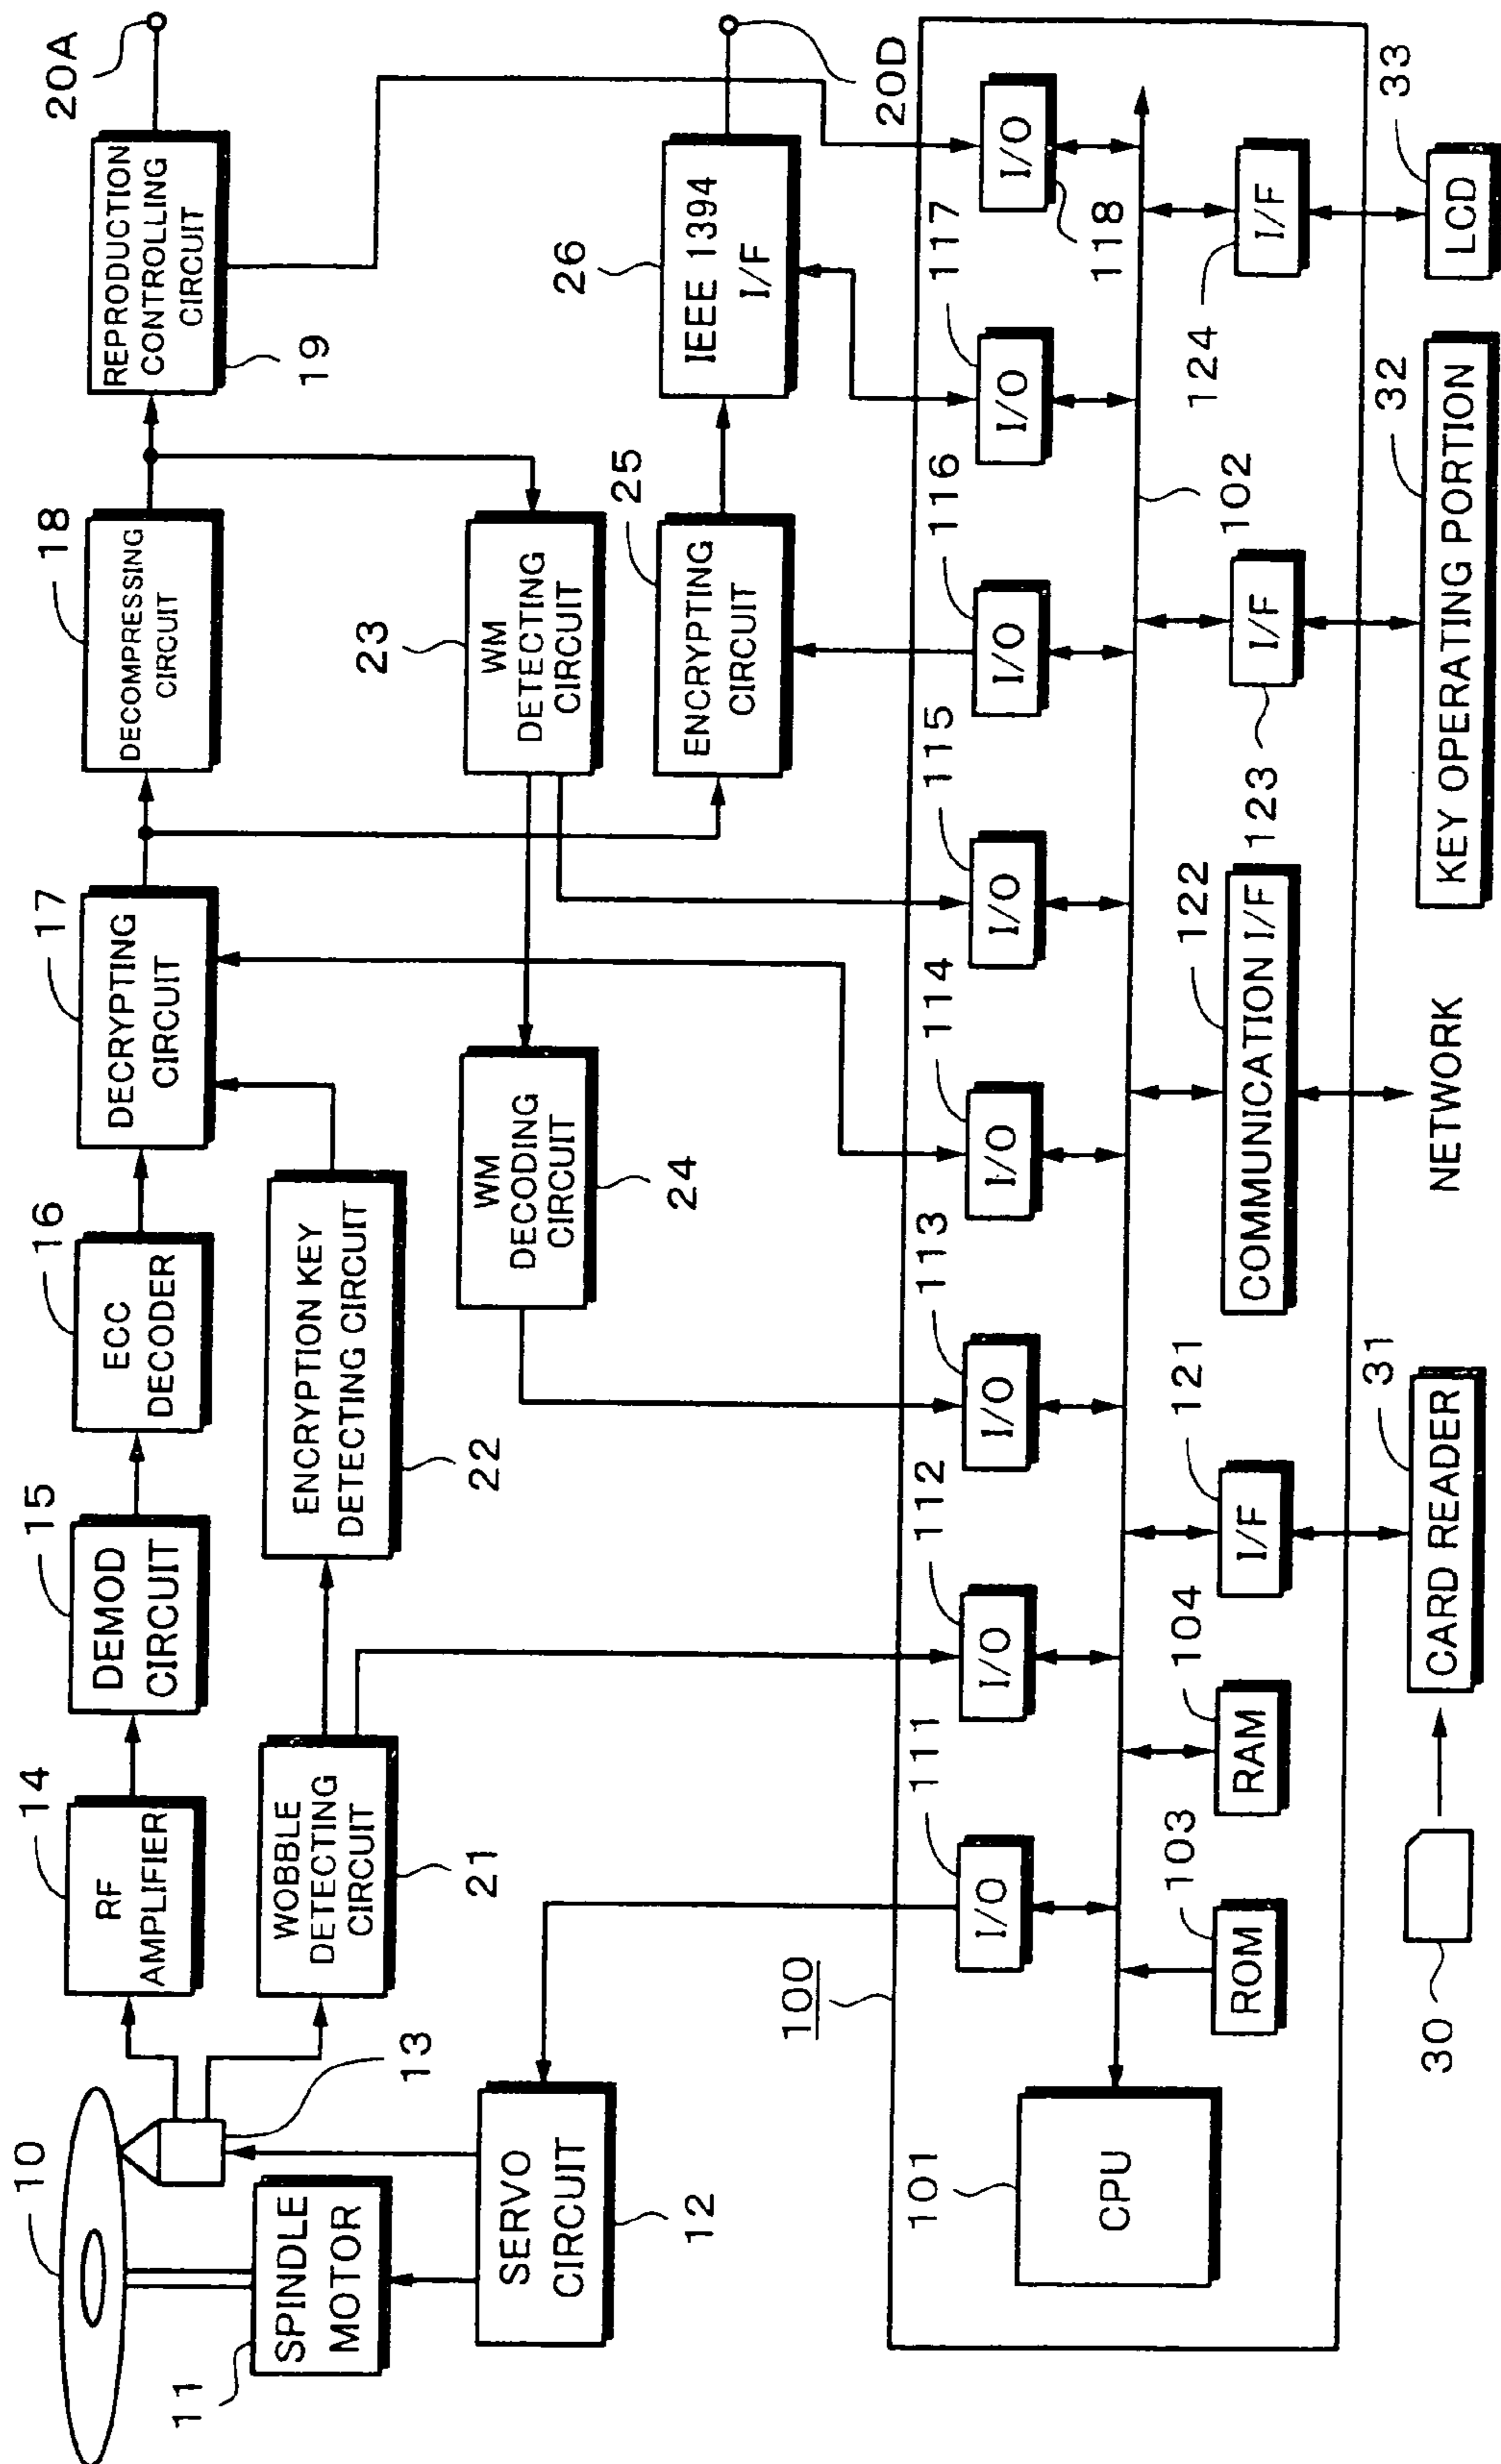 10
11
SPINDLE
MOTOR
SERVO
CIRCUIT
12
13
14
RF
AMPLIFIER
15
DEMOD
CIRCUIT
16
ECC
DECODER
17
DECRYPTING
CIRCUIT
18
DECOMPRESSING
CIRCUIT
REPRODUCTION
CONTROLLING
CIRCUIT
19
20A
WOBBLE
DETECTING
CIRCUIT
21
ENCRYPTION KEY
DETECTING CIRCUIT
22
23
WM
DETECTING
CIRCUIT
WM
DECODING
CIRCUIT
24
25
ENCRYPTING
CIRCUIT
26
IEEE 1394
I/F
20D
100
101
CPU
111
I/O
112
I/O
113
I/O
114
I/O
115
I/O
116
I/O
117
I/O
I/O
118
102
103
ROM
104
RAM
121
I/F
122
COMMUNICATION I/F
123
I/F
124
I/F
30
31
CARD READER
NETWORK
32
KEY OPERATING PORTION
33
LCD